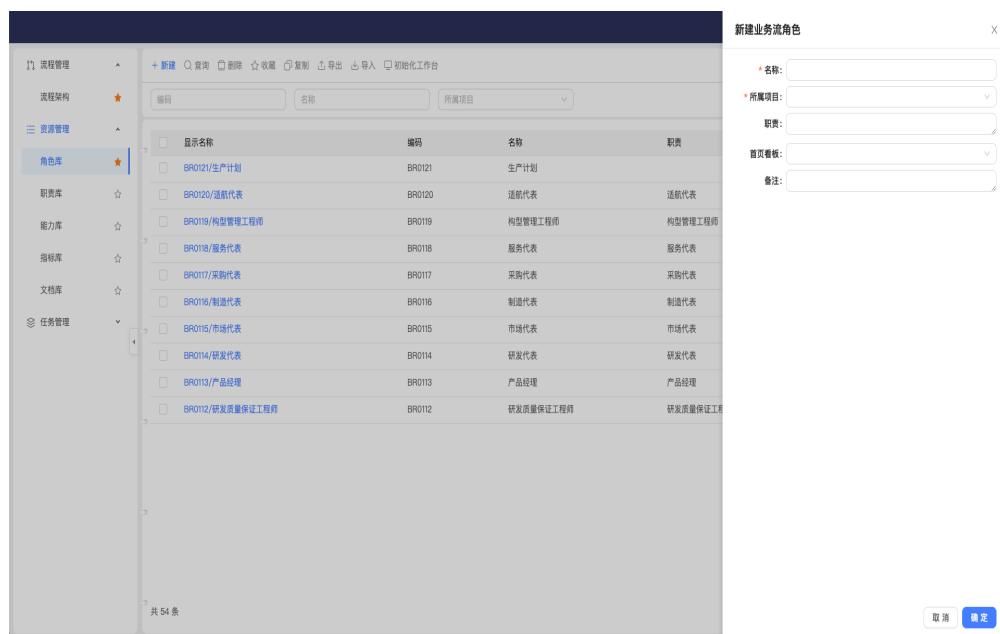 新建业务流角色
流程管理
流程架构
资源管理
角色库
职责库
能力库
指标库
文档库
任务管理
+ 新建 查询 删除 收藏 复制 导出 导入 初始化工作台
编码 名称 所属项目
显示名称 编码 名称 职责
BR0121/生产计划 BR0121 生产计划
BR0120/适航代表 BR0120 适航代表 适航代表
BR0119/构型管理工程师 BR0119 构型管理工程师 构型管理工程师
BR0118/服务代表 BR0118 服务代表 服务代表
BR0117/采购代表 BR0117 采购代表 采购代表
BR0116/制造代表 BR0116 制造代表 制造代表
BR0115/市场代表 BR0115 市场代表 市场代表
BR0114/研发代表 BR0114 研发代表 研发代表
BR0113/产品经理 BR0113 产品经理 产品经理
BR0112/研发质量保证工程师 BR0112 研发质量保证工程师 研发质量保证工程
共 54 条
* 名称:
* 所属项目:
职责:
首页看板:
备注:
取 消 确 定